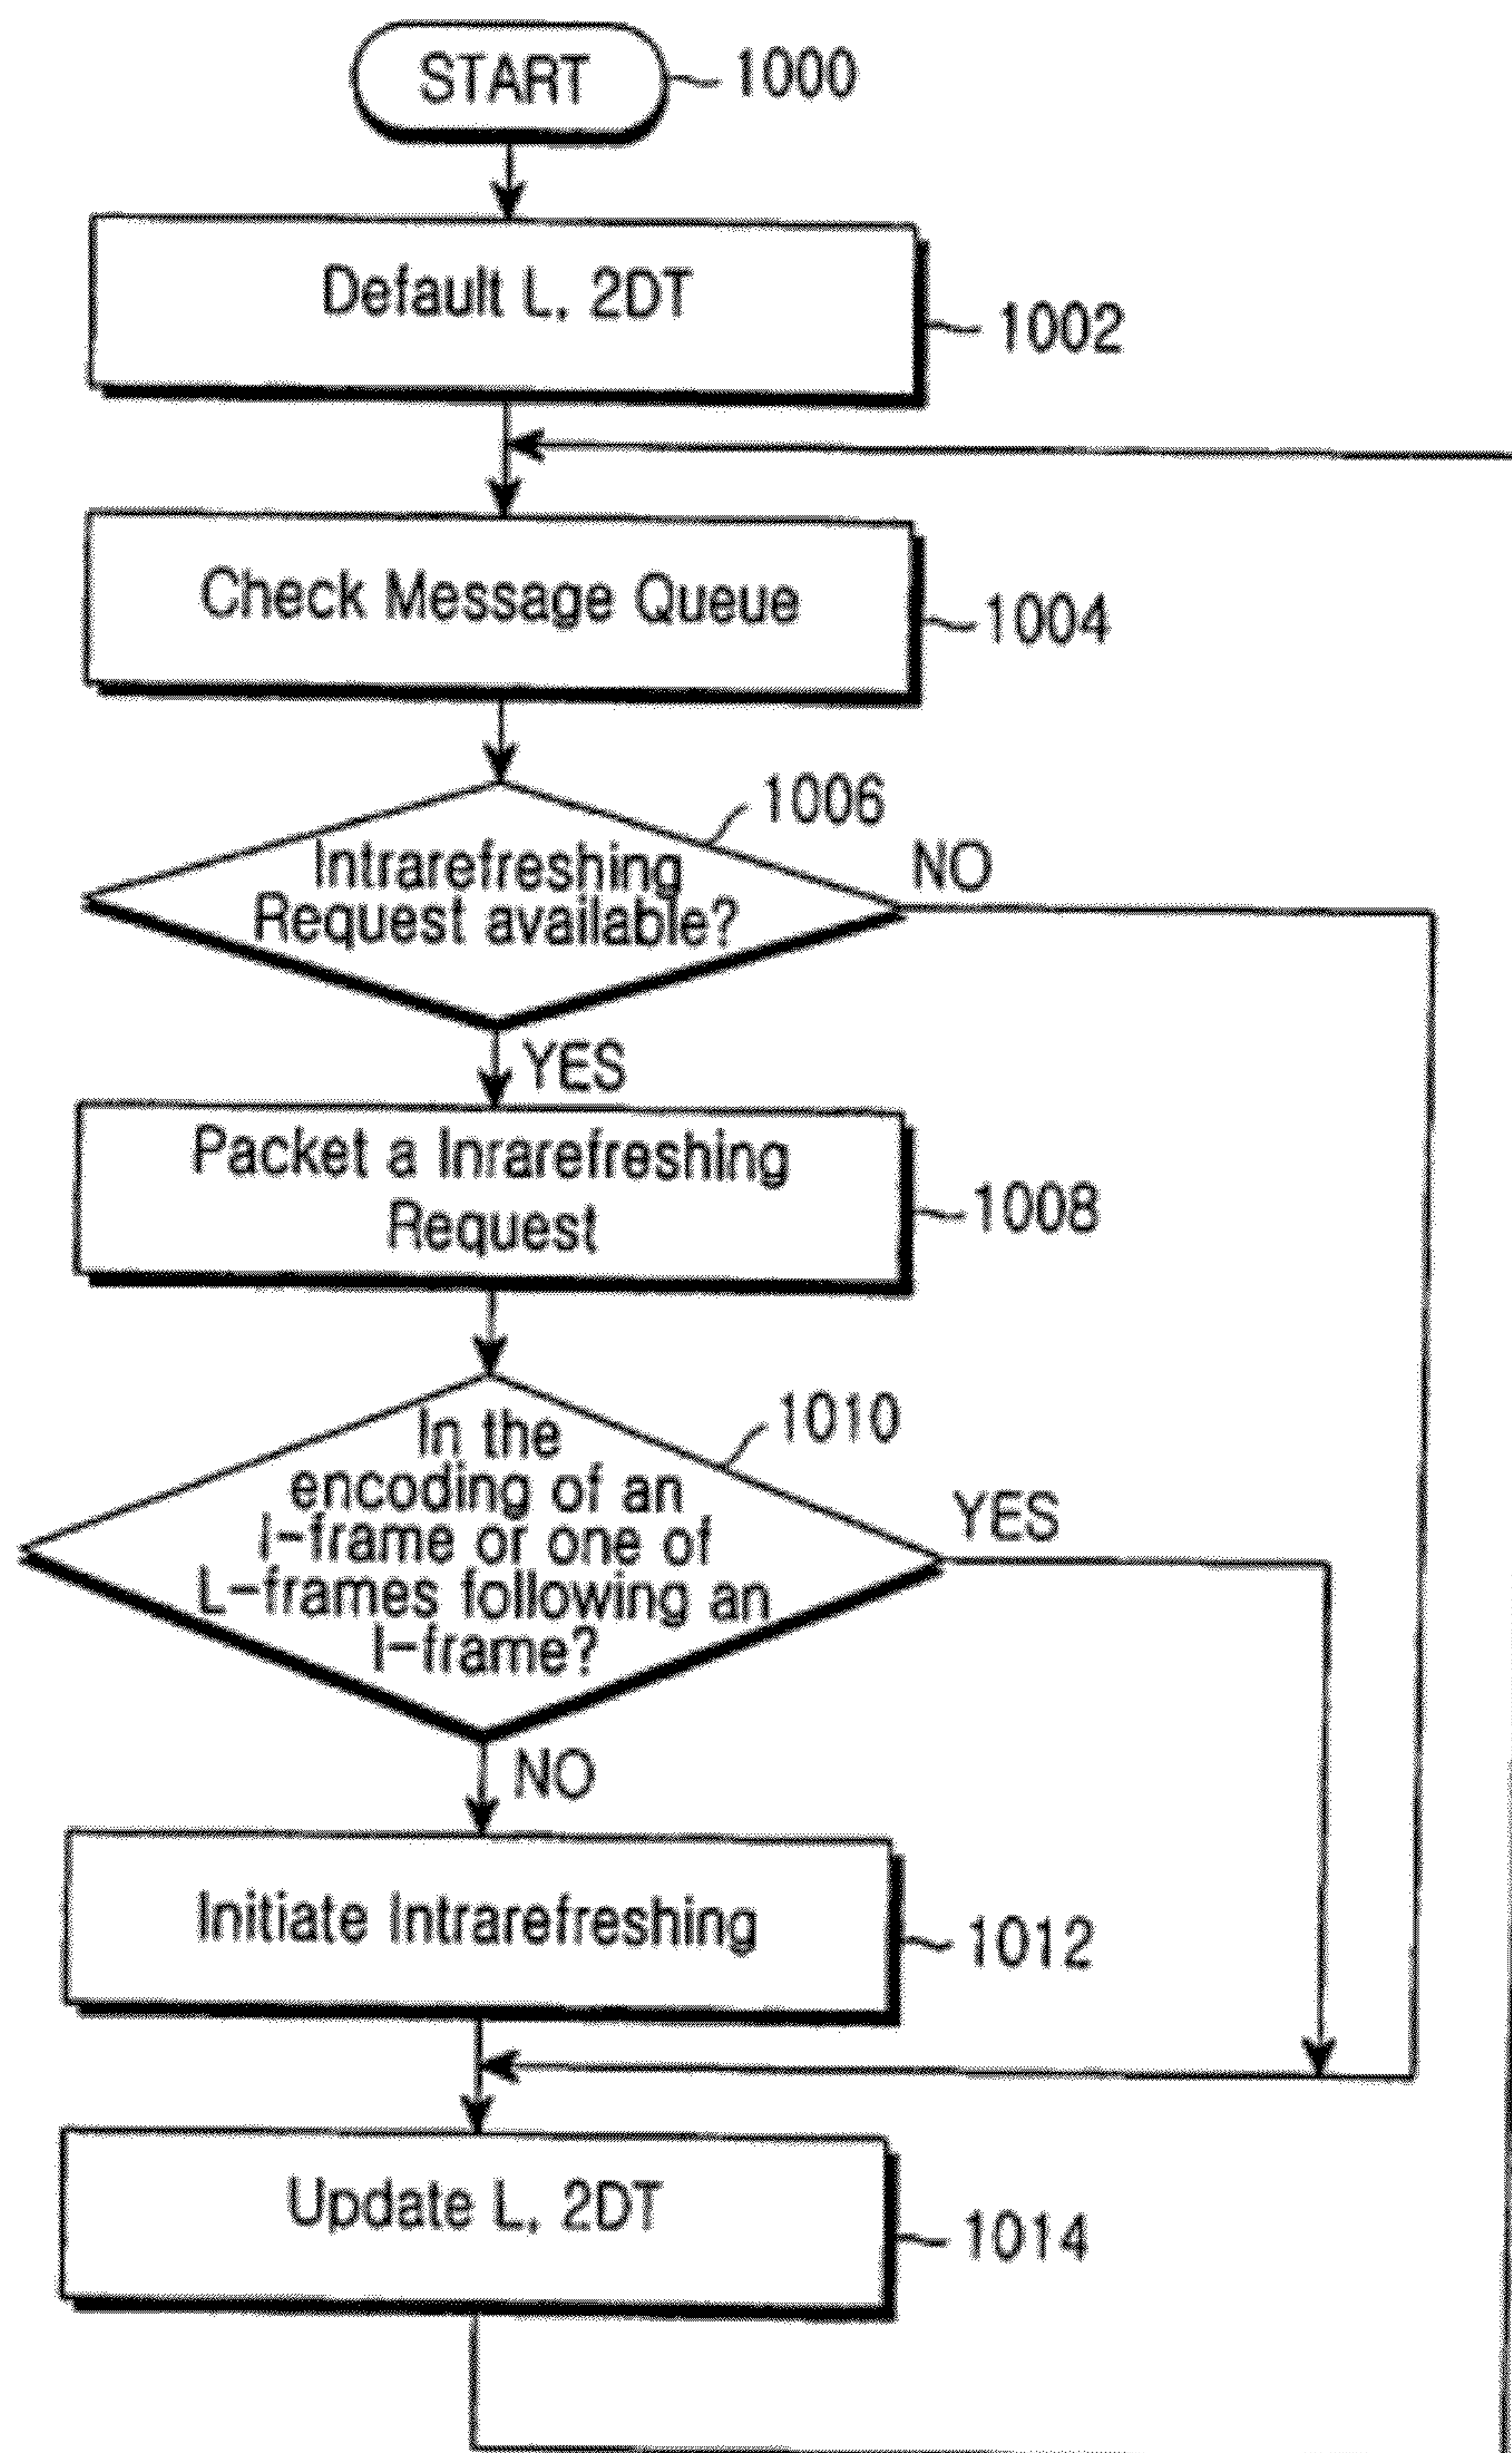 START
1000
Default L, 2DT
1002
Check Message Queue
1004
1006
Intrarefreshing
Request available?
NO
YES
Packet a Inrarefreshing
Request
1008
1010
In the
encoding of an
I-frame or one of
L-frames following an
I-frame?
YES
NO
Initiate Intrarefreshing
1012
Update L, 2DT
1014